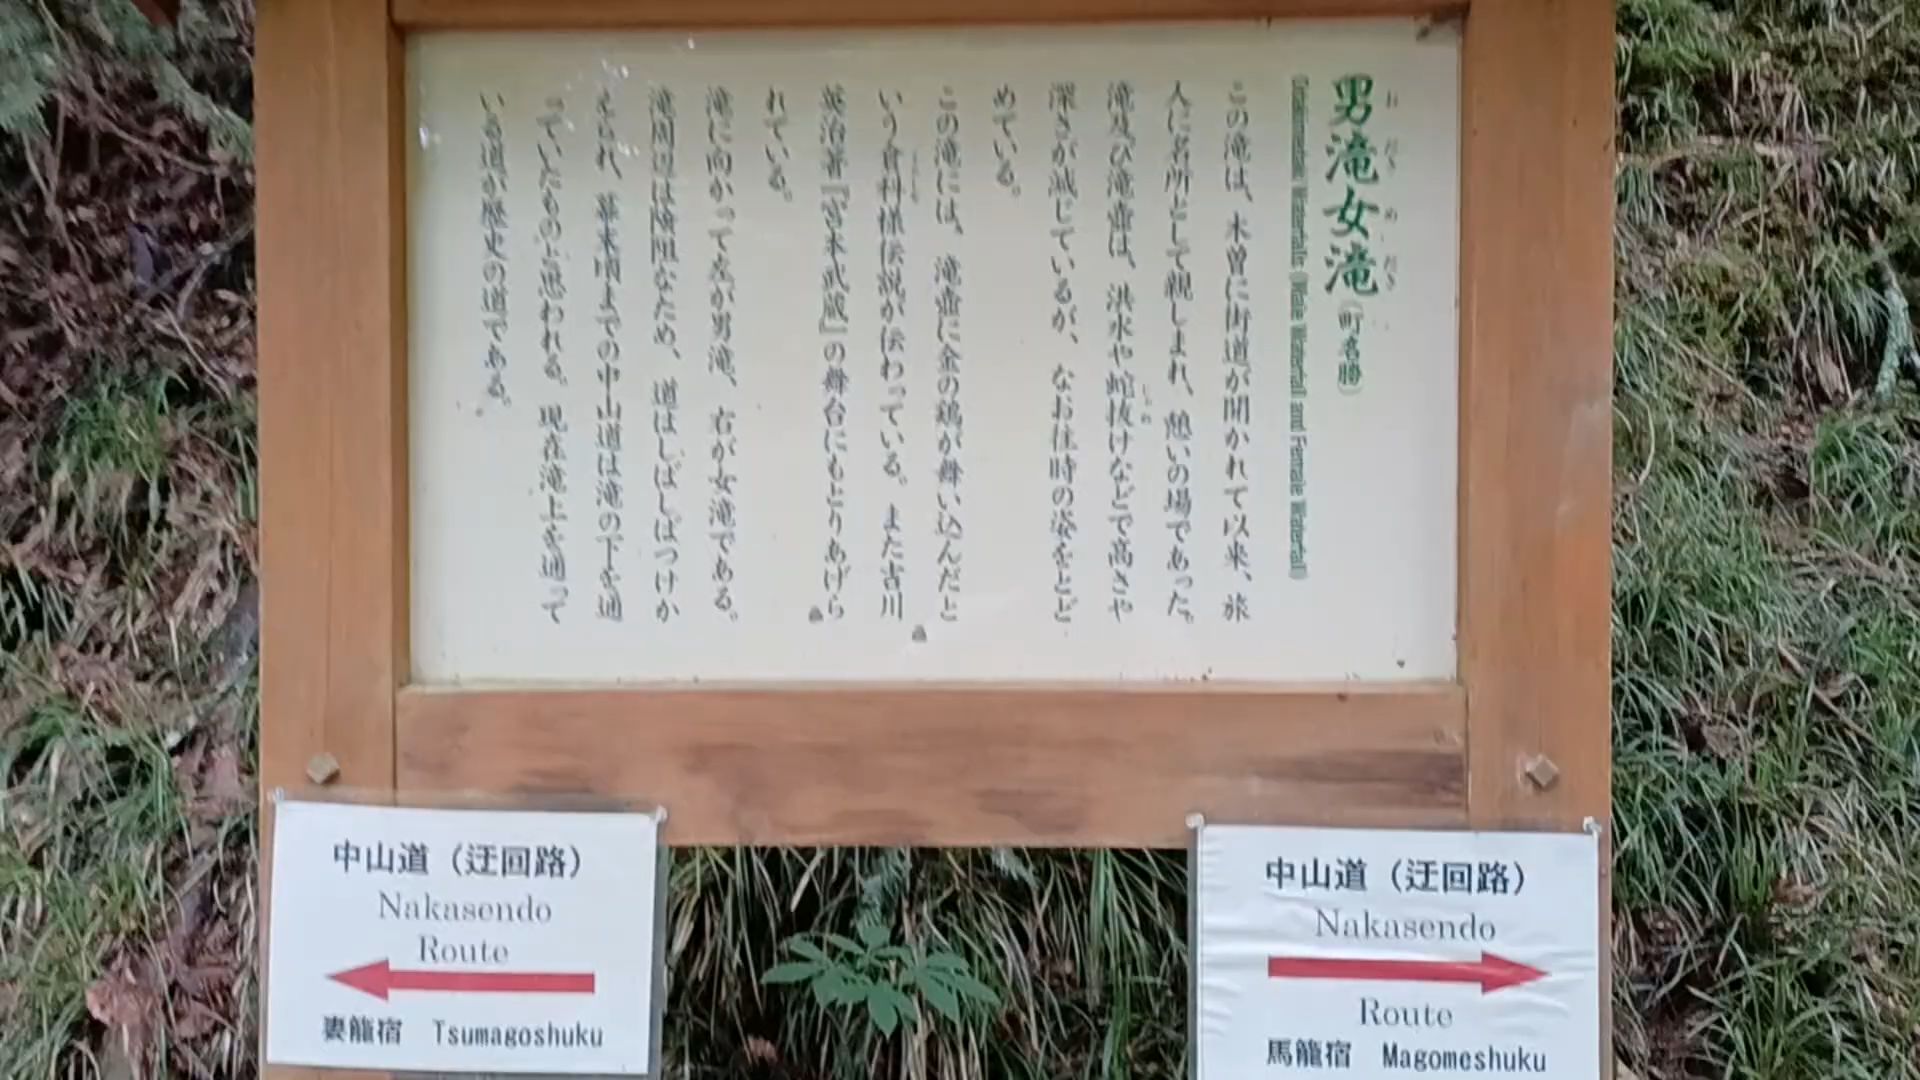 男滝女滝（町名勝）
おだきめだき
Odakimedaki Waterfalls (Male Waterfall and Female Waterfall)
この滝は、木曽に街道が開かれて以来、旅
人に名所として親しまれ、憩いの場であった。
滝及び滝壺は、洪水や蛇抜けなどで高さや
じゃぬ
深さが減じているが、なお往時の姿をとど
めている。
この滝には、滝壺に金の鶏が舞い込んだと
いう倉科様伝説が伝わっている。また吉川
くらしな
英治著『宮本武蔵』の舞台にもとりあげら
れている。
滝に向かって左が男滝、右が女滝である。
滝周辺は険阻なため、道はしばしばつけか
えられ、幕末頃までの中山道は滝の下を通
っていたものと思われる。現在滝上を通って
いる道が歴史の道である。
中山道（迂回路）
Nakasendo
Route
妻籠宿 Tsumagoshuku
中山道（迂回路）
Nakasendo
Route
馬籠宿 Magomeshuku